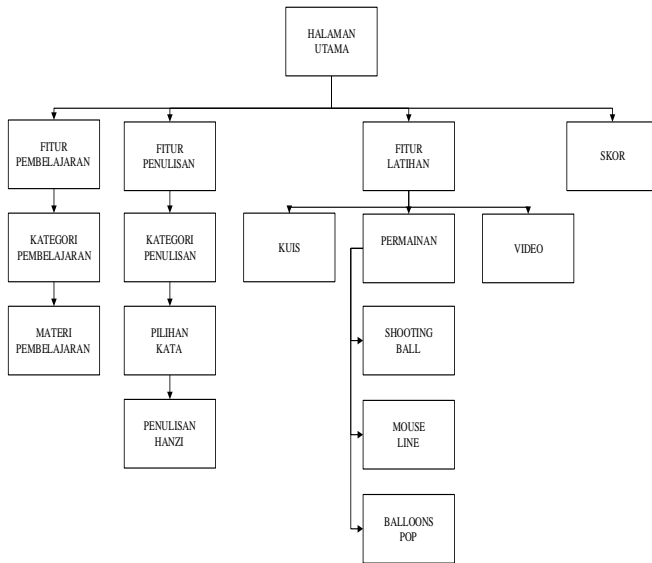 HALAMAN
UTAMA
FITUR
PEMBELAJARAN
FITUR
PENULISAN
FITUR
LATIHAN
SKOR
KATEGORI
PEMBELAJARAN
KATEGORI
PENULISAN
KUIS
PERMAINAN
VIDEO
MATERI
PEMBELAJARAN
PILIHAN
KATA
SHOOTING
BALL
PENULISAN
HANZI
MOUSE
LINE
BALLOONS
POP